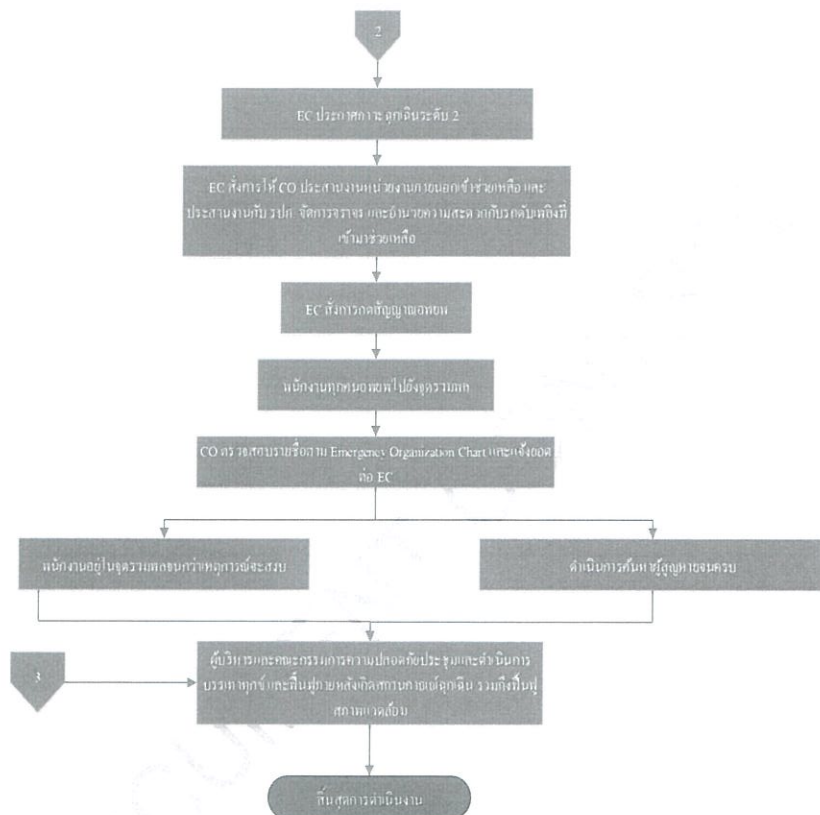 2
EC ประกาศภาวะฉุกเฉินระดับ 2
EC สั่งการให้ CO ประสานงานหน่วยงานภายนอกเข้าช่วยเหลือ และ
ประสานงานกับ รปภ. จัดการจราจร และอำนวยความสะดวกกับรถดับเพลิงที่
เข้ามาช่วยเหลือ
EC สั่งการกดสัญญาณอพยพ
พนักงานทุกคนอพยพไปยังจุดรวมพล
CO ตรวจสอบรายชื่อตาม Emergency Organization Chart และแจ้งยอด
ต่อ EC
พนักงานอยู่ในจุดรวมพลจนกว่าเหตุการณ์จะสงบ
ดำเนินการค้นหาผู้สูญหายจนครบ
3
ผู้บริหารและคณะกรรมการความปลอดภัยประชุมและดำเนินการ
บรรเทาทุกข์ และฟื้นฟูภายหลังเกิดสถานการณ์ฉุกเฉิน รวมถึงฟื้นฟู
สภาพแวดล้อม
สิ้นสุดการดำเนินงาน